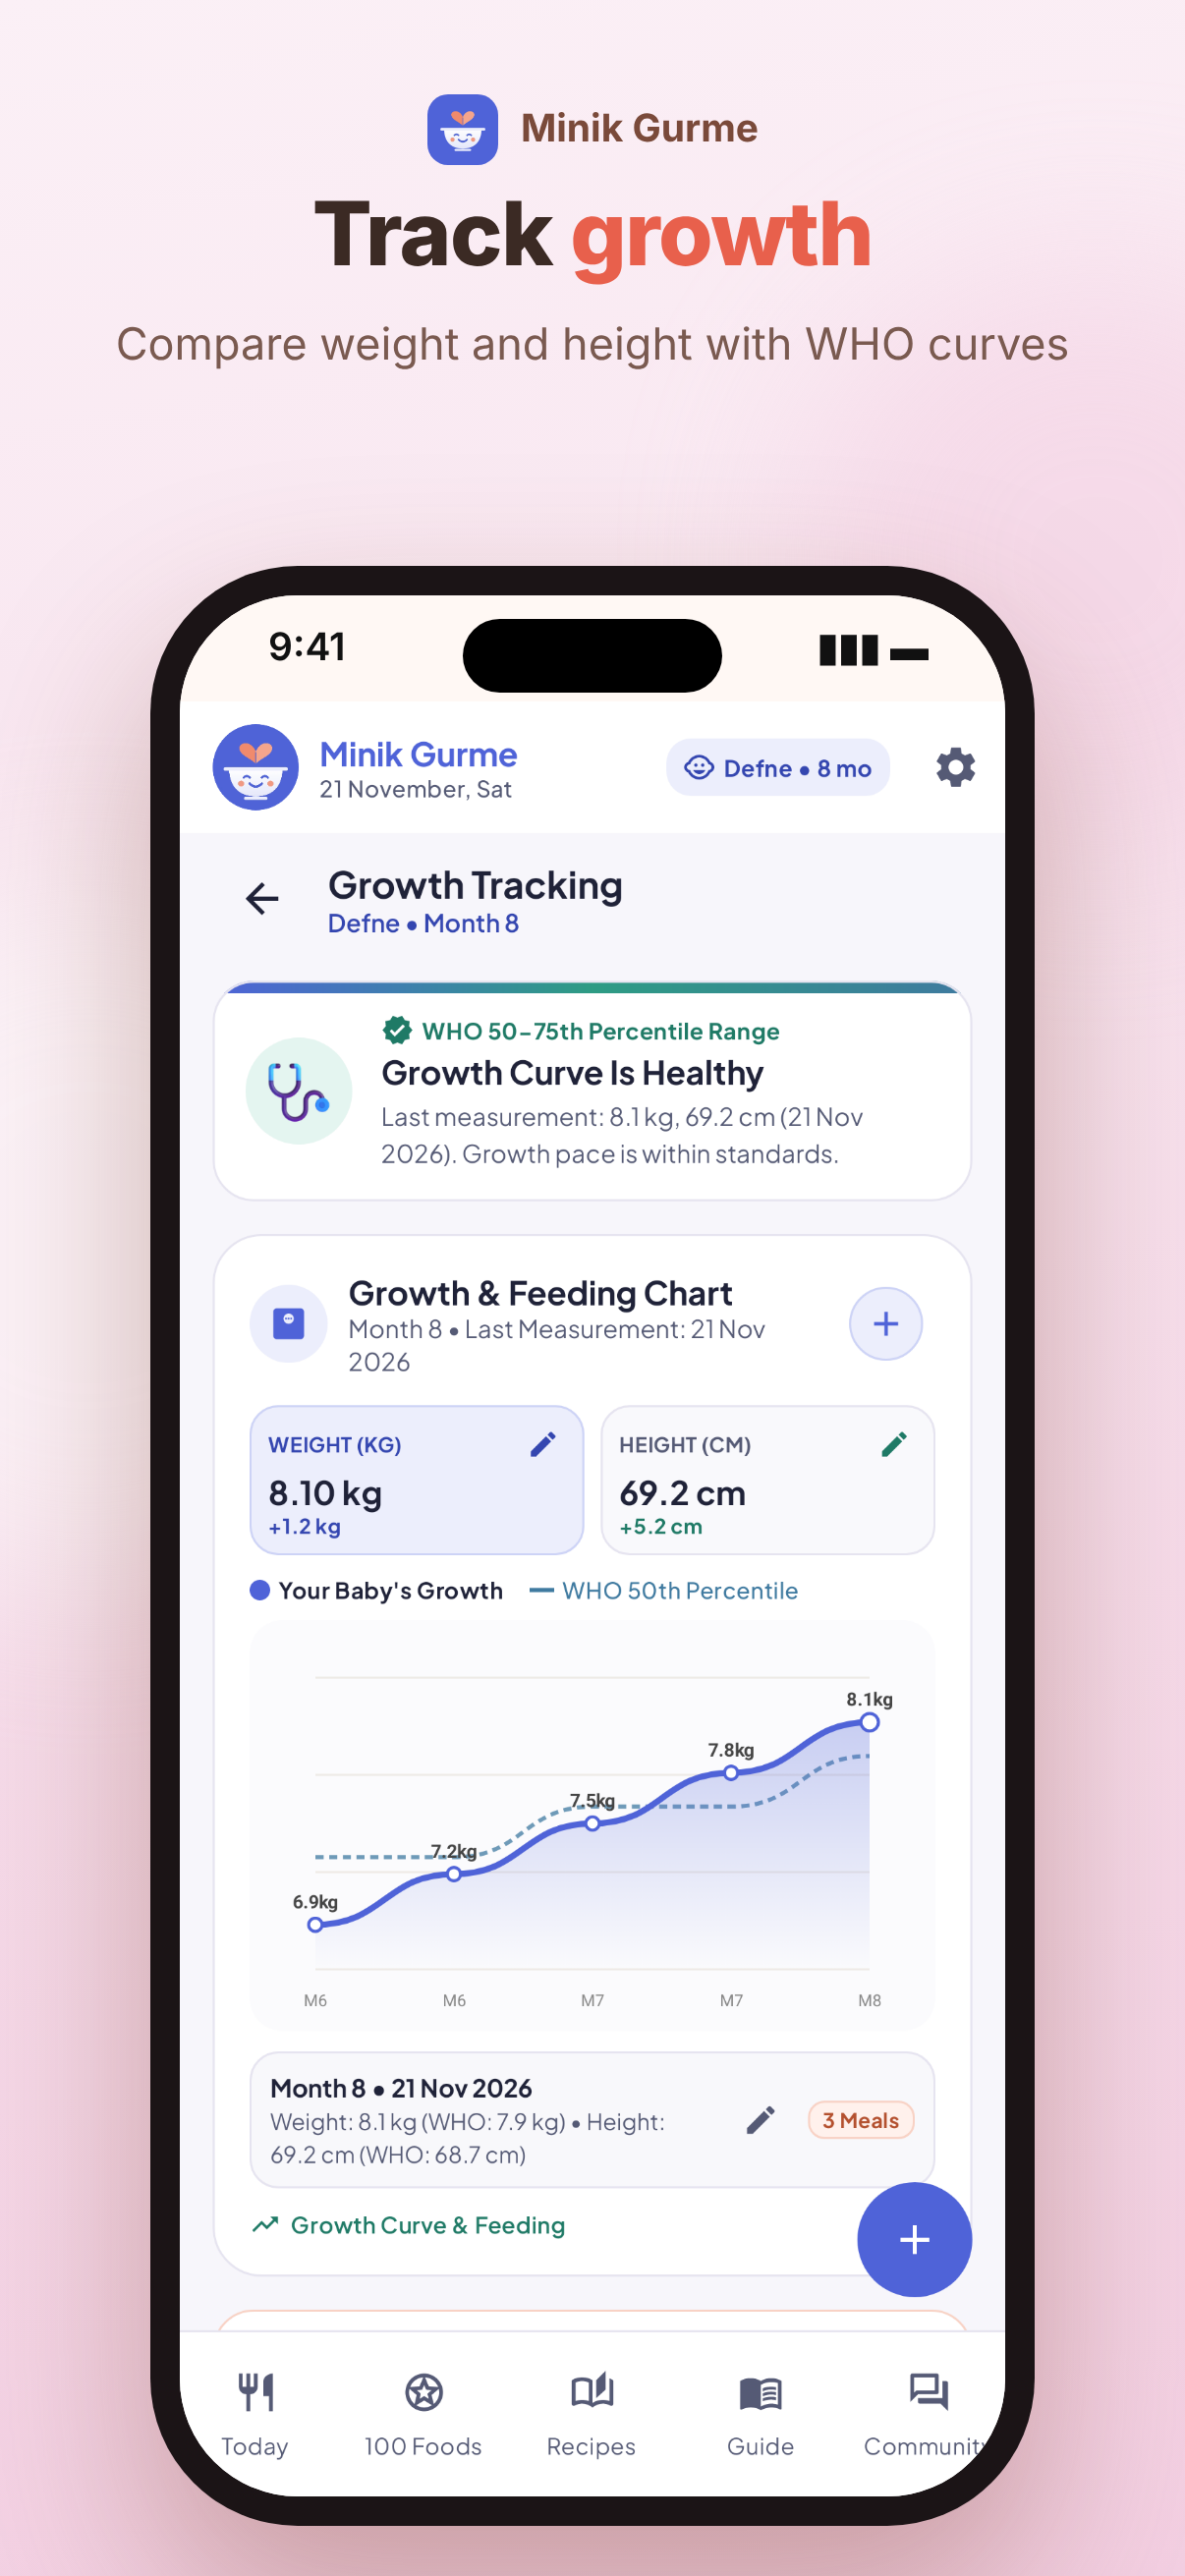 Minik Gurme
Track growth
Compare weight and height with WHO curves
9:41
Minik Gurme
21 November, Sat
Defne • 8 mo
Growth Tracking
Defne • Month 8
WHO 50-75th Percentile Range
Growth Curve Is Healthy
Last measurement: 8.1 kg, 69.2 cm (21 Nov
2026). Growth pace is within standards.
Growth & Feeding Chart
Month 8 • Last Measurement: 21 Nov
2026
WEIGHT (KG)
8.10 kg
+1.2 kg
HEIGHT (CM)
69.2 cm
+5.2 cm
Your Baby's Growth
WHO 50th Percentile
8.1kg
7.8kg
7.5kg
7.2kg
6.9kg
M6 M6 M7 M7 M8
Month 8 • 21 Nov 2026
Weight: 8.1 kg (WHO: 7.9 kg) • Height:
69.2 cm (WHO: 68.7 cm)
3 Meals
Growth Curve & Feeding
Today
100 Foods
Recipes
Guide
Community